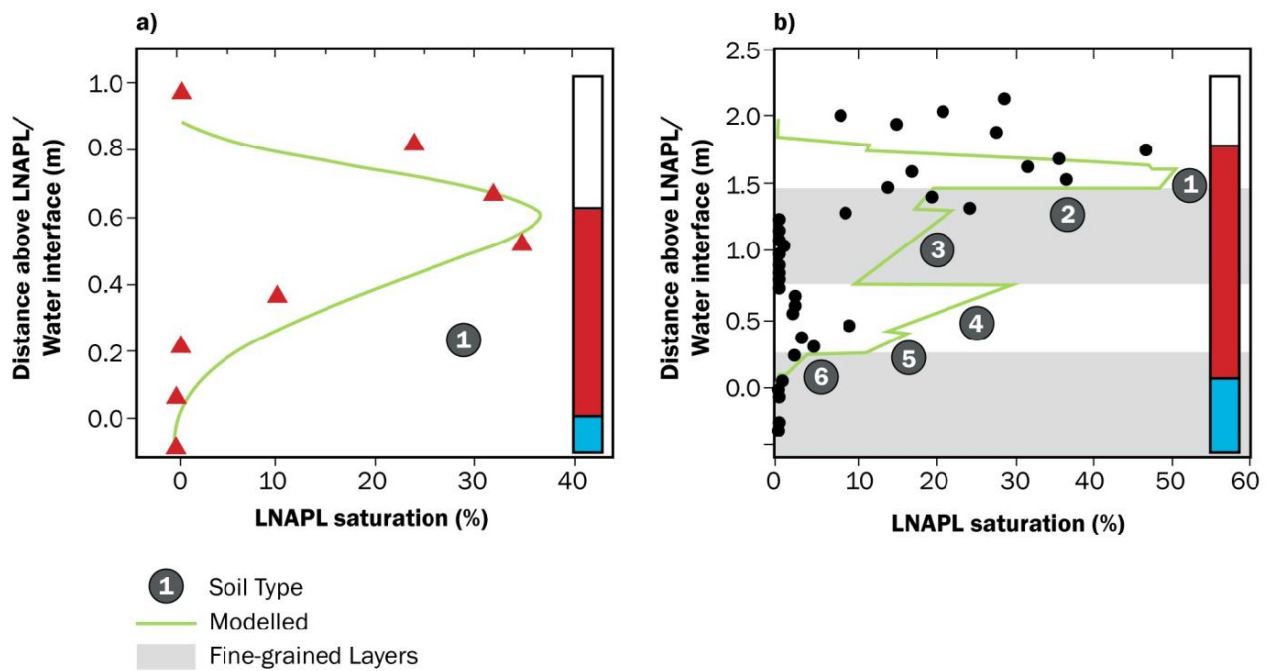 a)
Distance above LNAPL/
Water interface (m)
1.0
0.8
0.6
0.4
0.2
0.0
1
0 10 20 30 40
LNAPL saturation (%)
b)
Distance above LNAPL/
Water interface (m)
2.5
2.0
1.5
1.0
0.5
0.0
1
2
3
4
5
6
0 10 20 30 40 50 60
LNAPL saturation (%)
1 Soil Type
Modelled
Fine-grained Layers